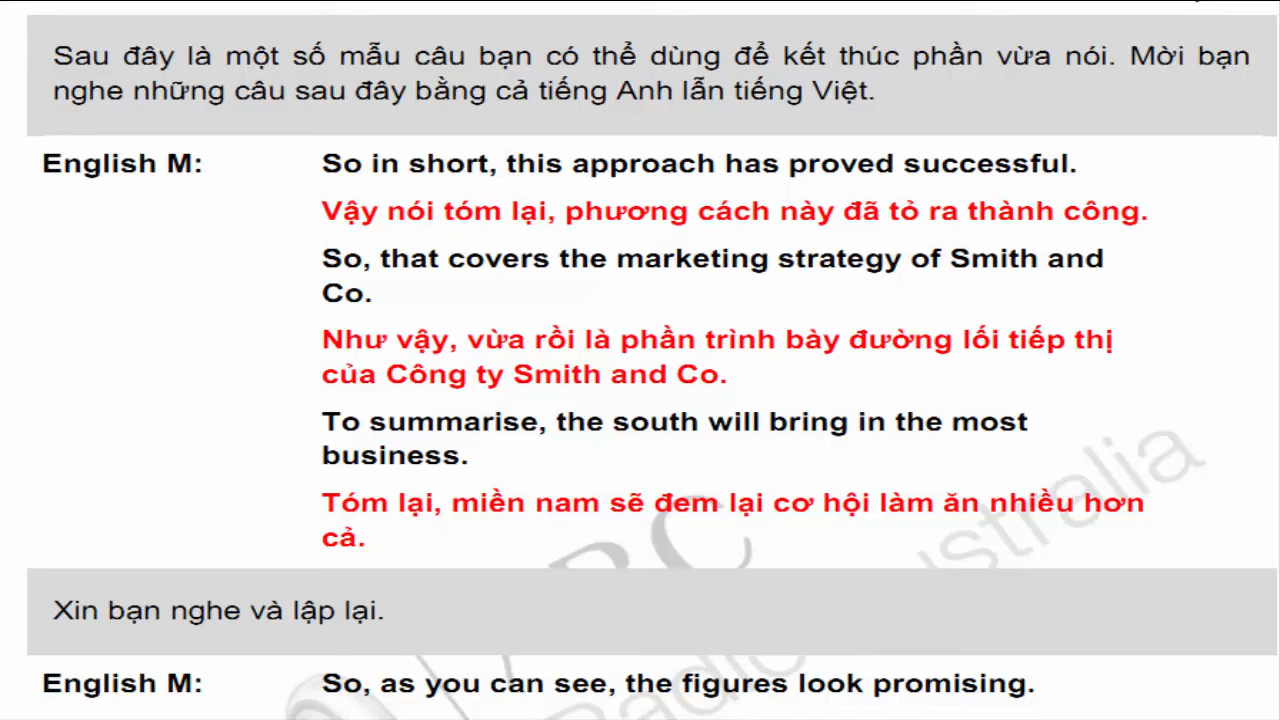 Sau đây là một số mẫu câu bạn có thể dùng để kết thúc phần vừa nói. Mời bạn
nghe những câu sau đây bằng cả tiếng Anh lẫn tiếng Việt.
English M: So in short, this approach has proved successful.
Vậy nói tóm lại, phương cách này đã tỏ ra thành công.
So, that covers the marketing strategy of Smith and
Co.
Như vậy, vừa rồi là phần trình bày đường lối tiếp thị
của Công ty Smith and Co.
To summarise, the south will bring in the most
business.
Tóm lại, miền nam sẽ đem lại cơ hội làm ăn nhiều hơn
cả.
Xin bạn nghe và lập lại.
English M: So, as you can see, the figures look promising.